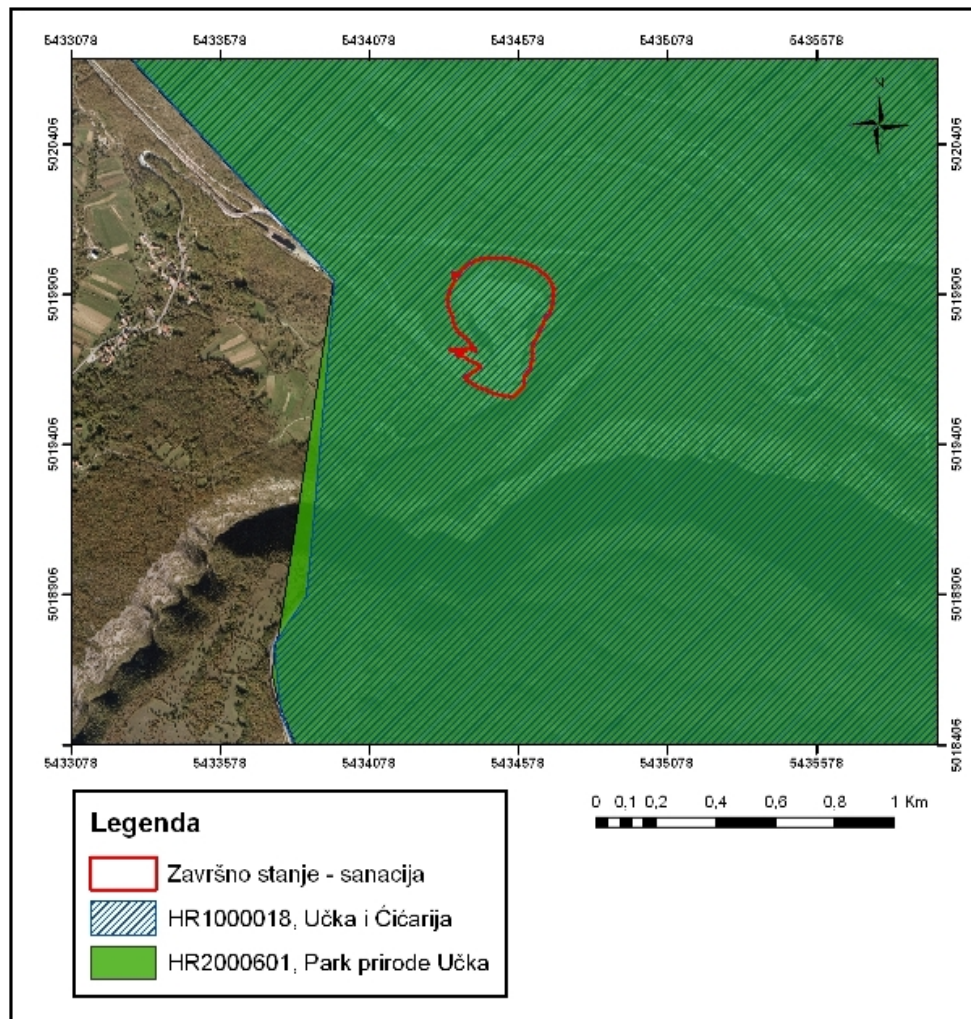 5433078 5433578 5434078 5434578 5435078 5435578
Z
5020406 5020406
5019906 5019906
5019406 5019406
5018906 5018906
5018406
5433078 5433578 5434078 5434578 5435078 5435578
0 0,1 0,2 0,4 0,6 0,8 1 Km
Legenda
Završno stanje - sanacija
HR1000018, Učka i Ćićarija
HR2000601, Park prirode Učka